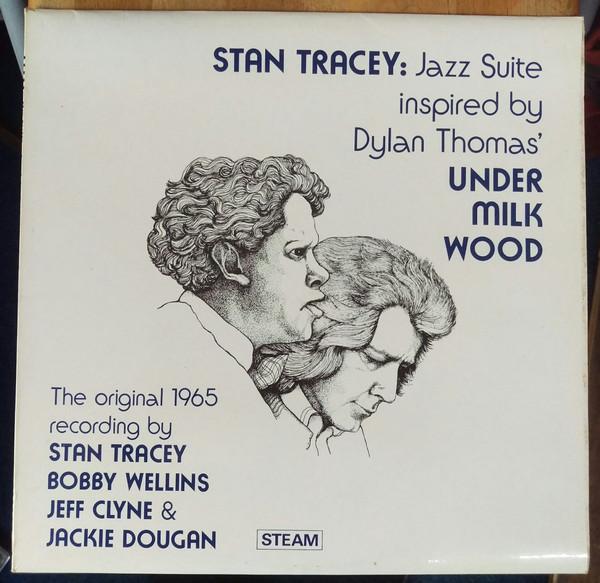 STAN TRACEY: Jazz Suite
inspired by
Dylan Thomas'
UNDER
MILK
WOOD
The original 1965
recording by
STAN TRACEY
BOBBY WELLINS
JEFF CLYNE &
JACKIE DOUGAN
STEAM